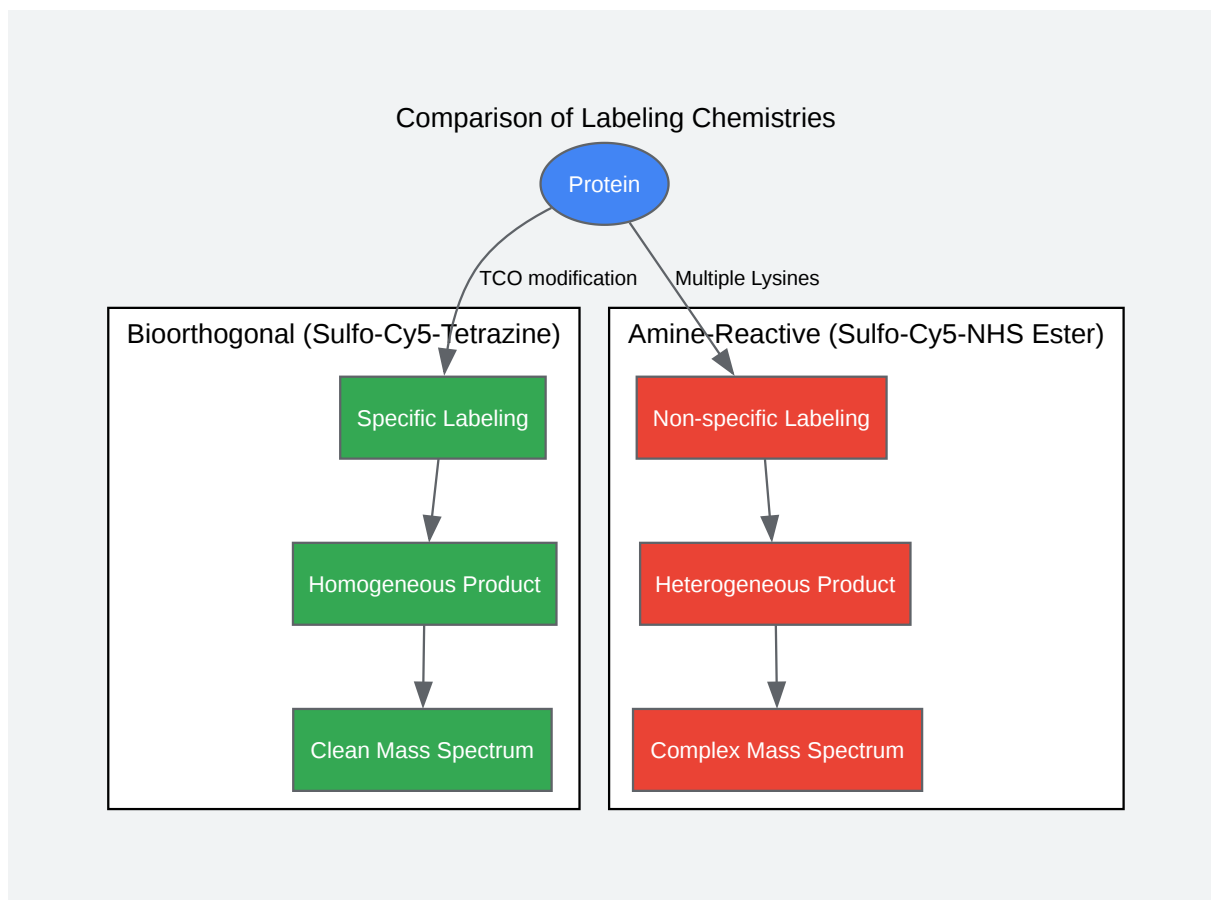 Comparison of Labeling Chemistries
Protein
TCO modification
Multiple Lysines
Bioorthogonal (Sulfo-Cy5-Tetrazine)
Specific Labeling
Homogeneous Product
Clean Mass Spectrum
Amine-Reactive (Sulfo-Cy5-NHS Ester)
Non-specific Labeling
Heterogeneous Product
Complex Mass Spectrum